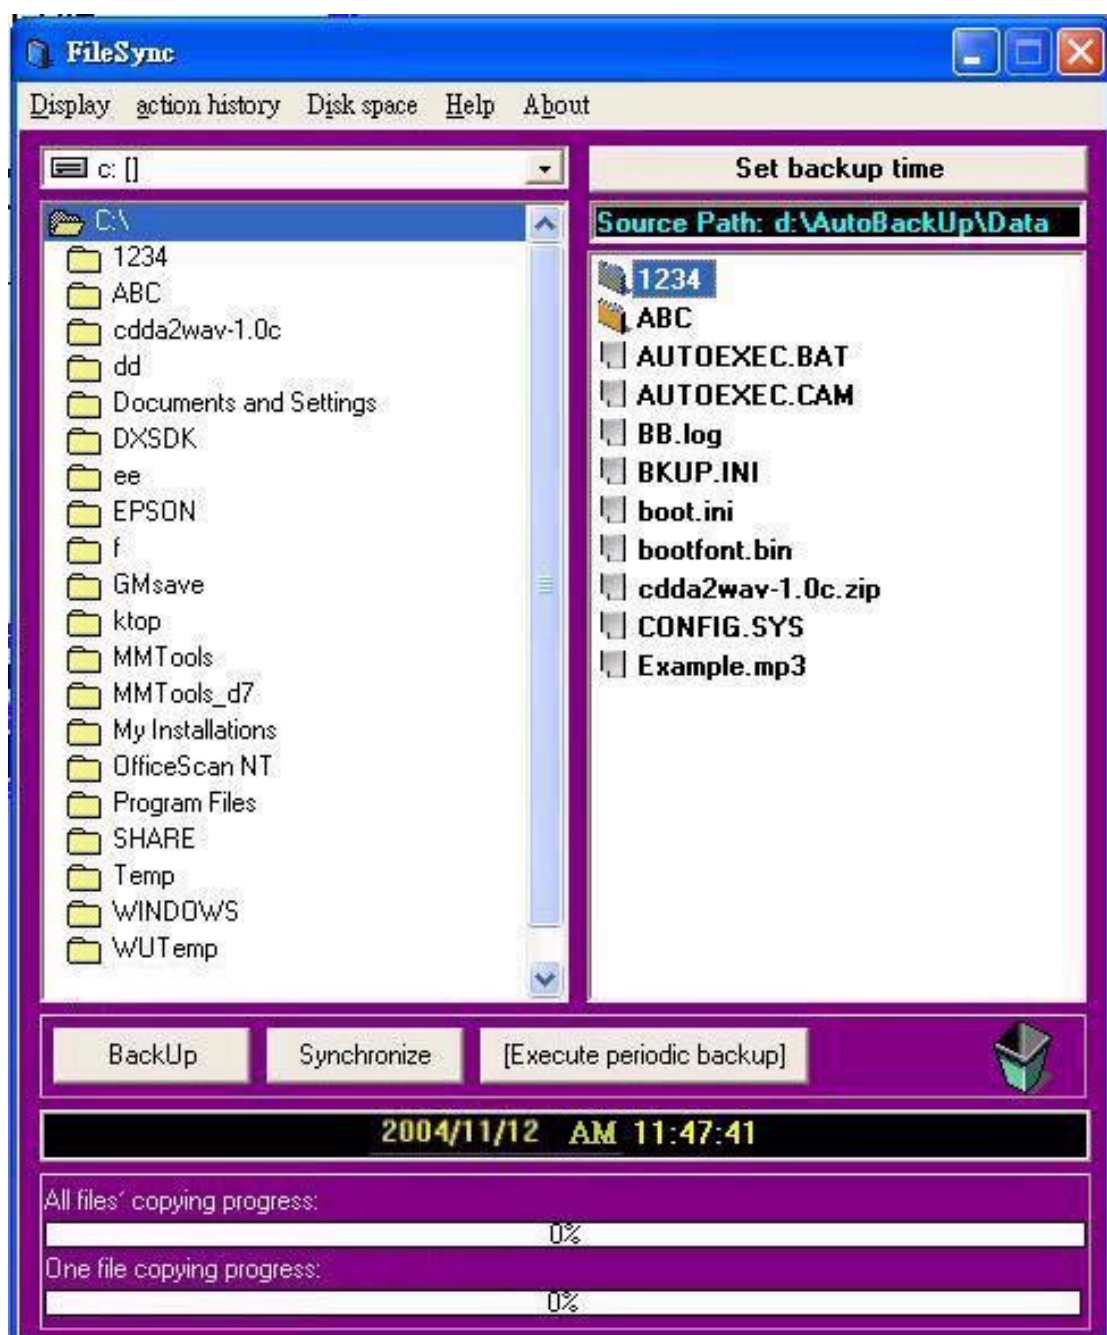 FileSync
Display action history Disk space Help About
c: []
Set backup time
Source Path: d:\AutoBackUp\Data
C:\
1234
ABC
cdda2wav-1.0c
dd
Documents and Settings
DXSDK
ee
EPSON
f
GMsave
ktop
MMTools
MMTools_d7
My Installations
OfficeScan NT
Program Files
SHARE
Temp
WINDOWS
WUTemp
1234
ABC
AUTOEXEC.BAT
AUTOEXEC.CAM
BB.log
BKUP.INI
boot.ini
bootfont.bin
cdda2wav-1.0c.zip
CONFIG.SYS
Example.mp3
BackUp
Synchronize
[Execute periodic backup]
2004/11/12 AM 11:47:41
All files' copying progress:
0%
One file copying progress:
0%